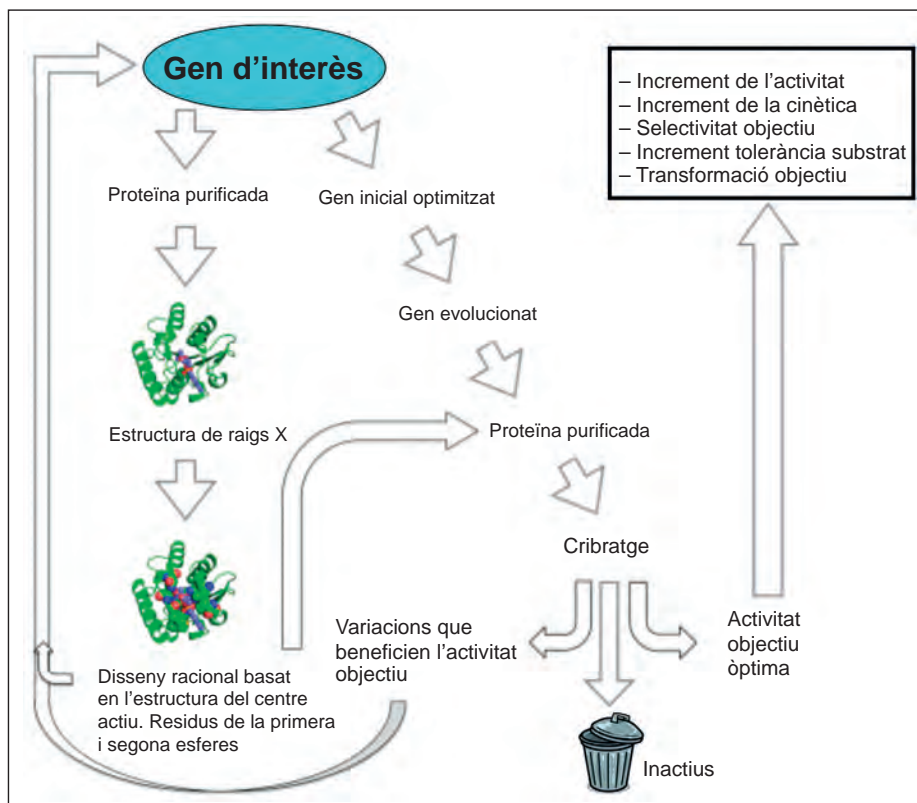 Gen d’interès
– Increment de l’activitat
– Increment de la cinètica
– Selectivitat objectiu
– Increment tolerància substrat
– Transformació objectiu
Proteïna purificada
Gen inicial optimitzat
Gen evolucionat
Estructura de raigs X
Proteïna purificada
Cribratge
Variacions que
beneficien l’activitat
objectiu
Activitat
objectiu
òptima
Disseny racional basat
en l’estructura del centre
actiu. Residus de la primera
i segona esferes
Inactius